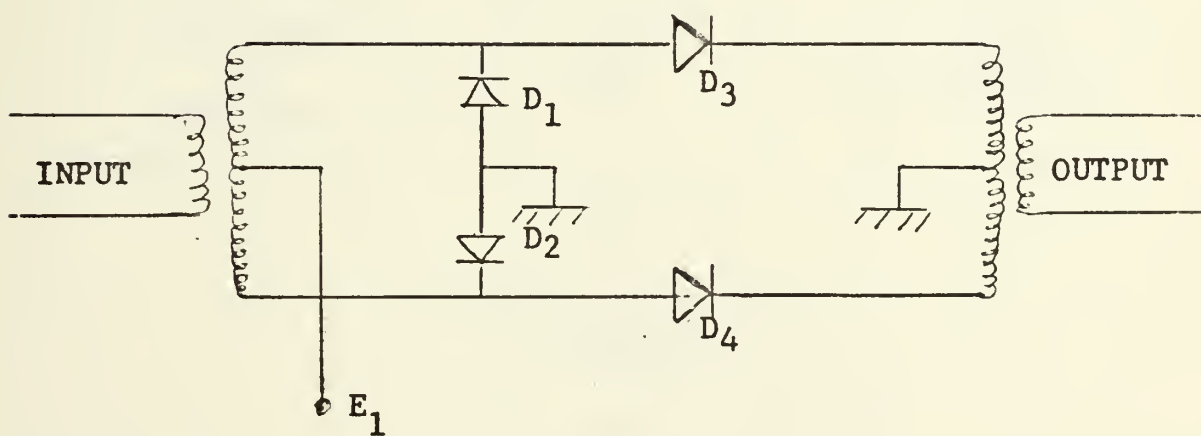 D₁
D₃
INPUT
OUTPUT
D₂
D₄
E₁